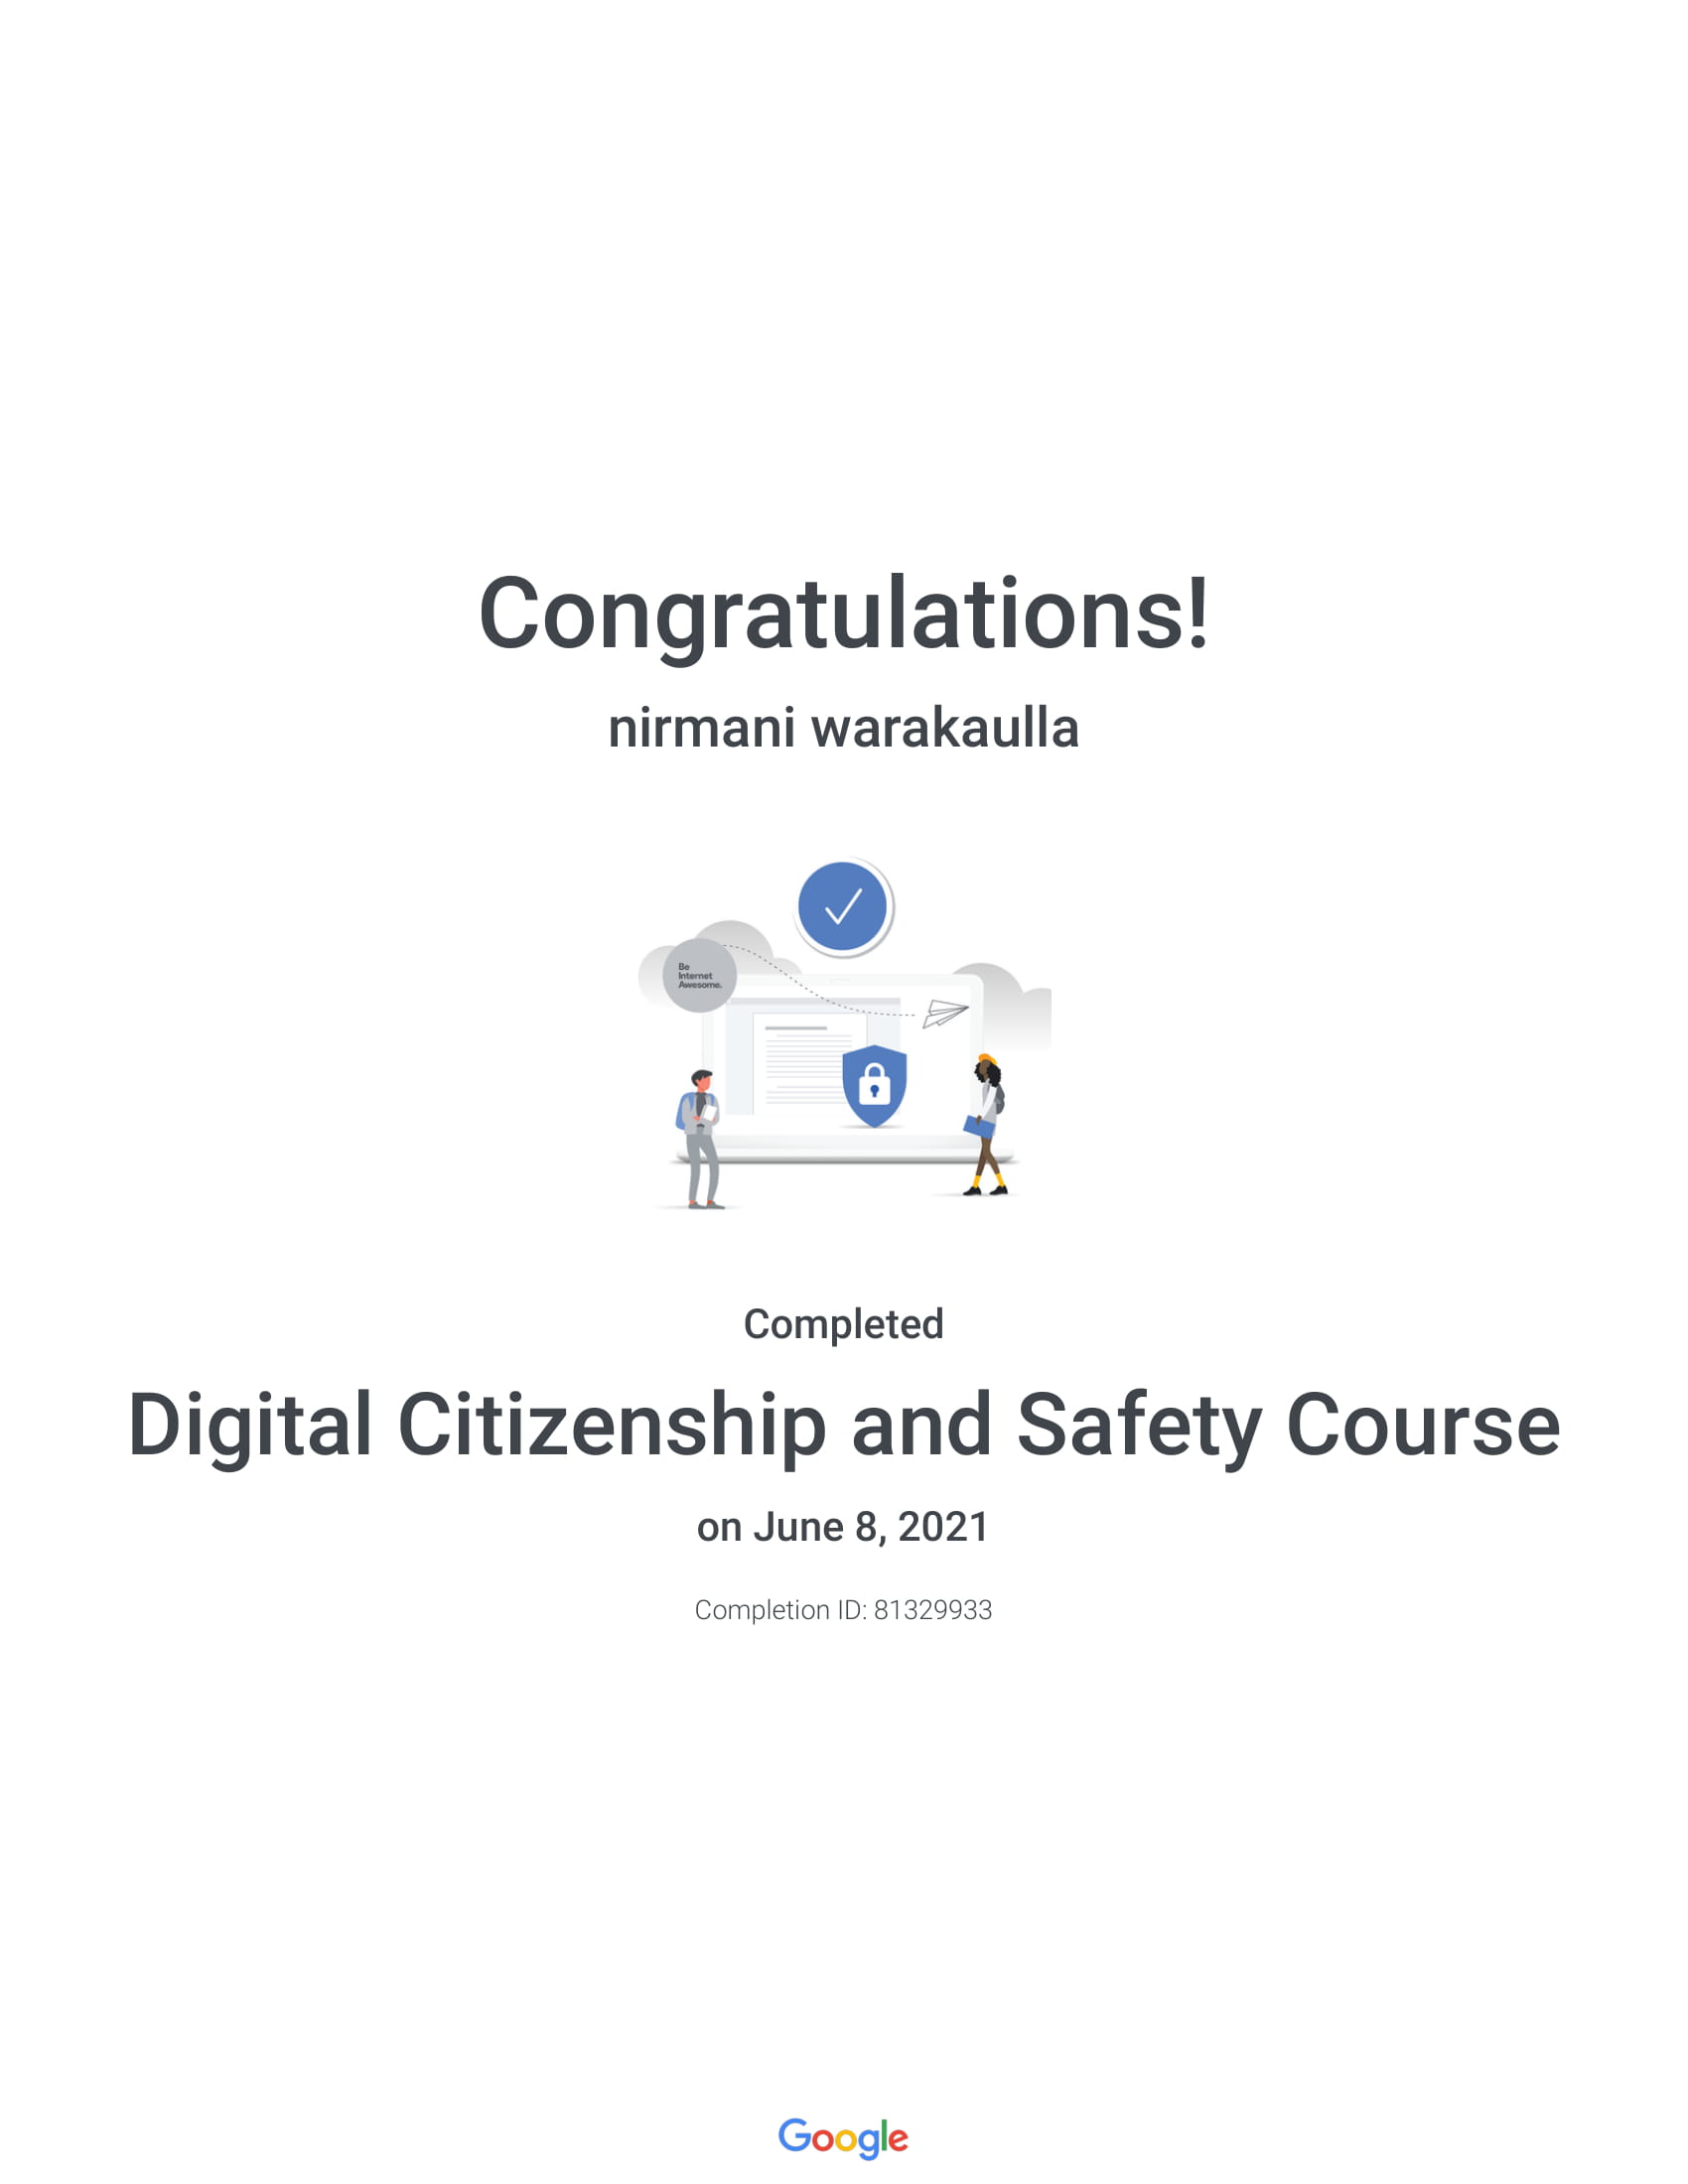 Congratulations!
nirmani warakaulla
Be
Internet
Awesome.
Completed
Digital Citizenship and Safety Course
on June 8, 2021
Completion ID: 81329933
Google